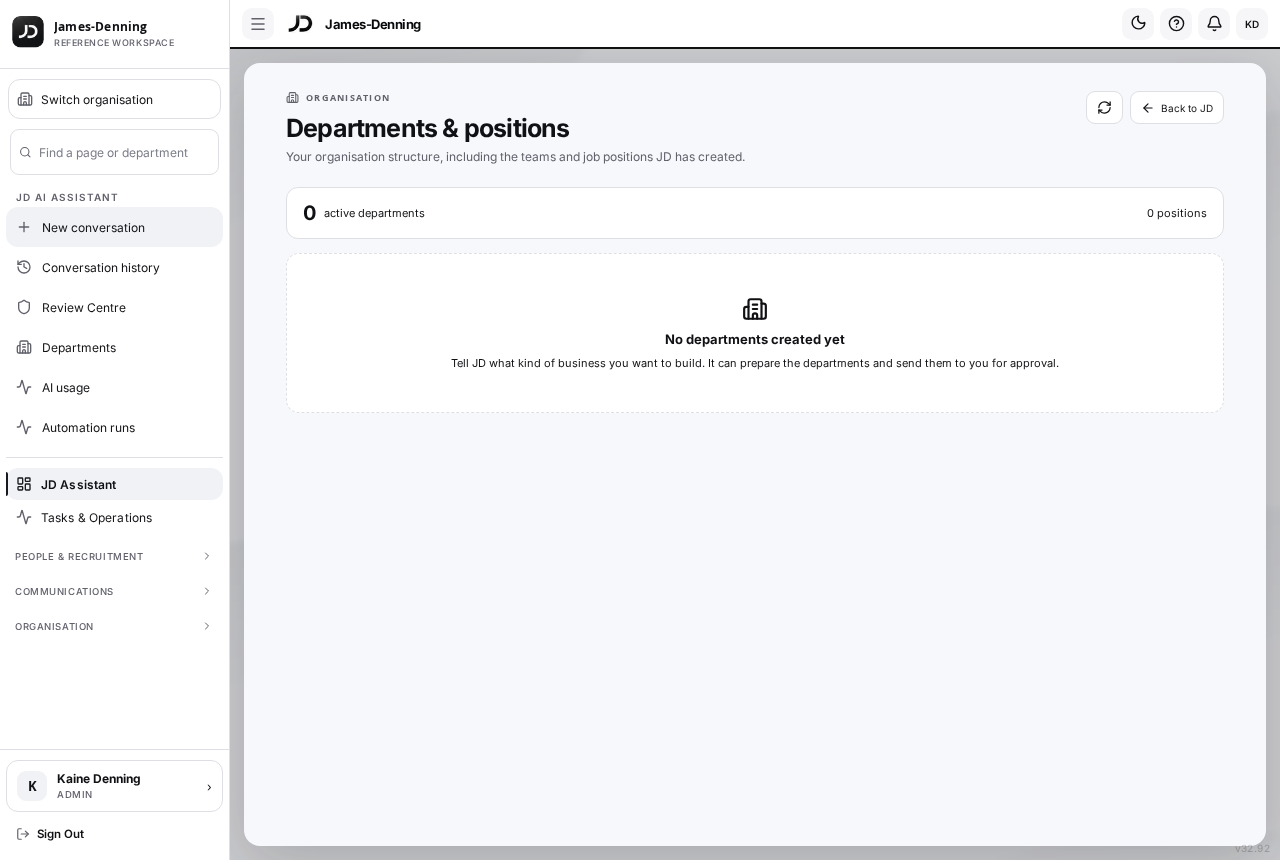 JD
James-Denning
REFERENCE WORKSPACE
Switch organisation
Find a page or department
JD AI ASSISTANT
New conversation
Conversation history
Review Centre
Departments
AI usage
Automation runs
JD Assistant
Tasks & Operations
PEOPLE & RECRUITMENT
COMMUNICATIONS
ORGANISATION
K
Kaine Denning
ADMIN
Sign Out
JD
James-Denning
KD
ORGANISATION
Departments & positions
Your organisation structure, including the teams and job positions JD has created.
Back to JD
0 active departments
0 positions
No departments created yet
Tell JD what kind of business you want to build. It can prepare the departments and send them to you for approval.
v32.92